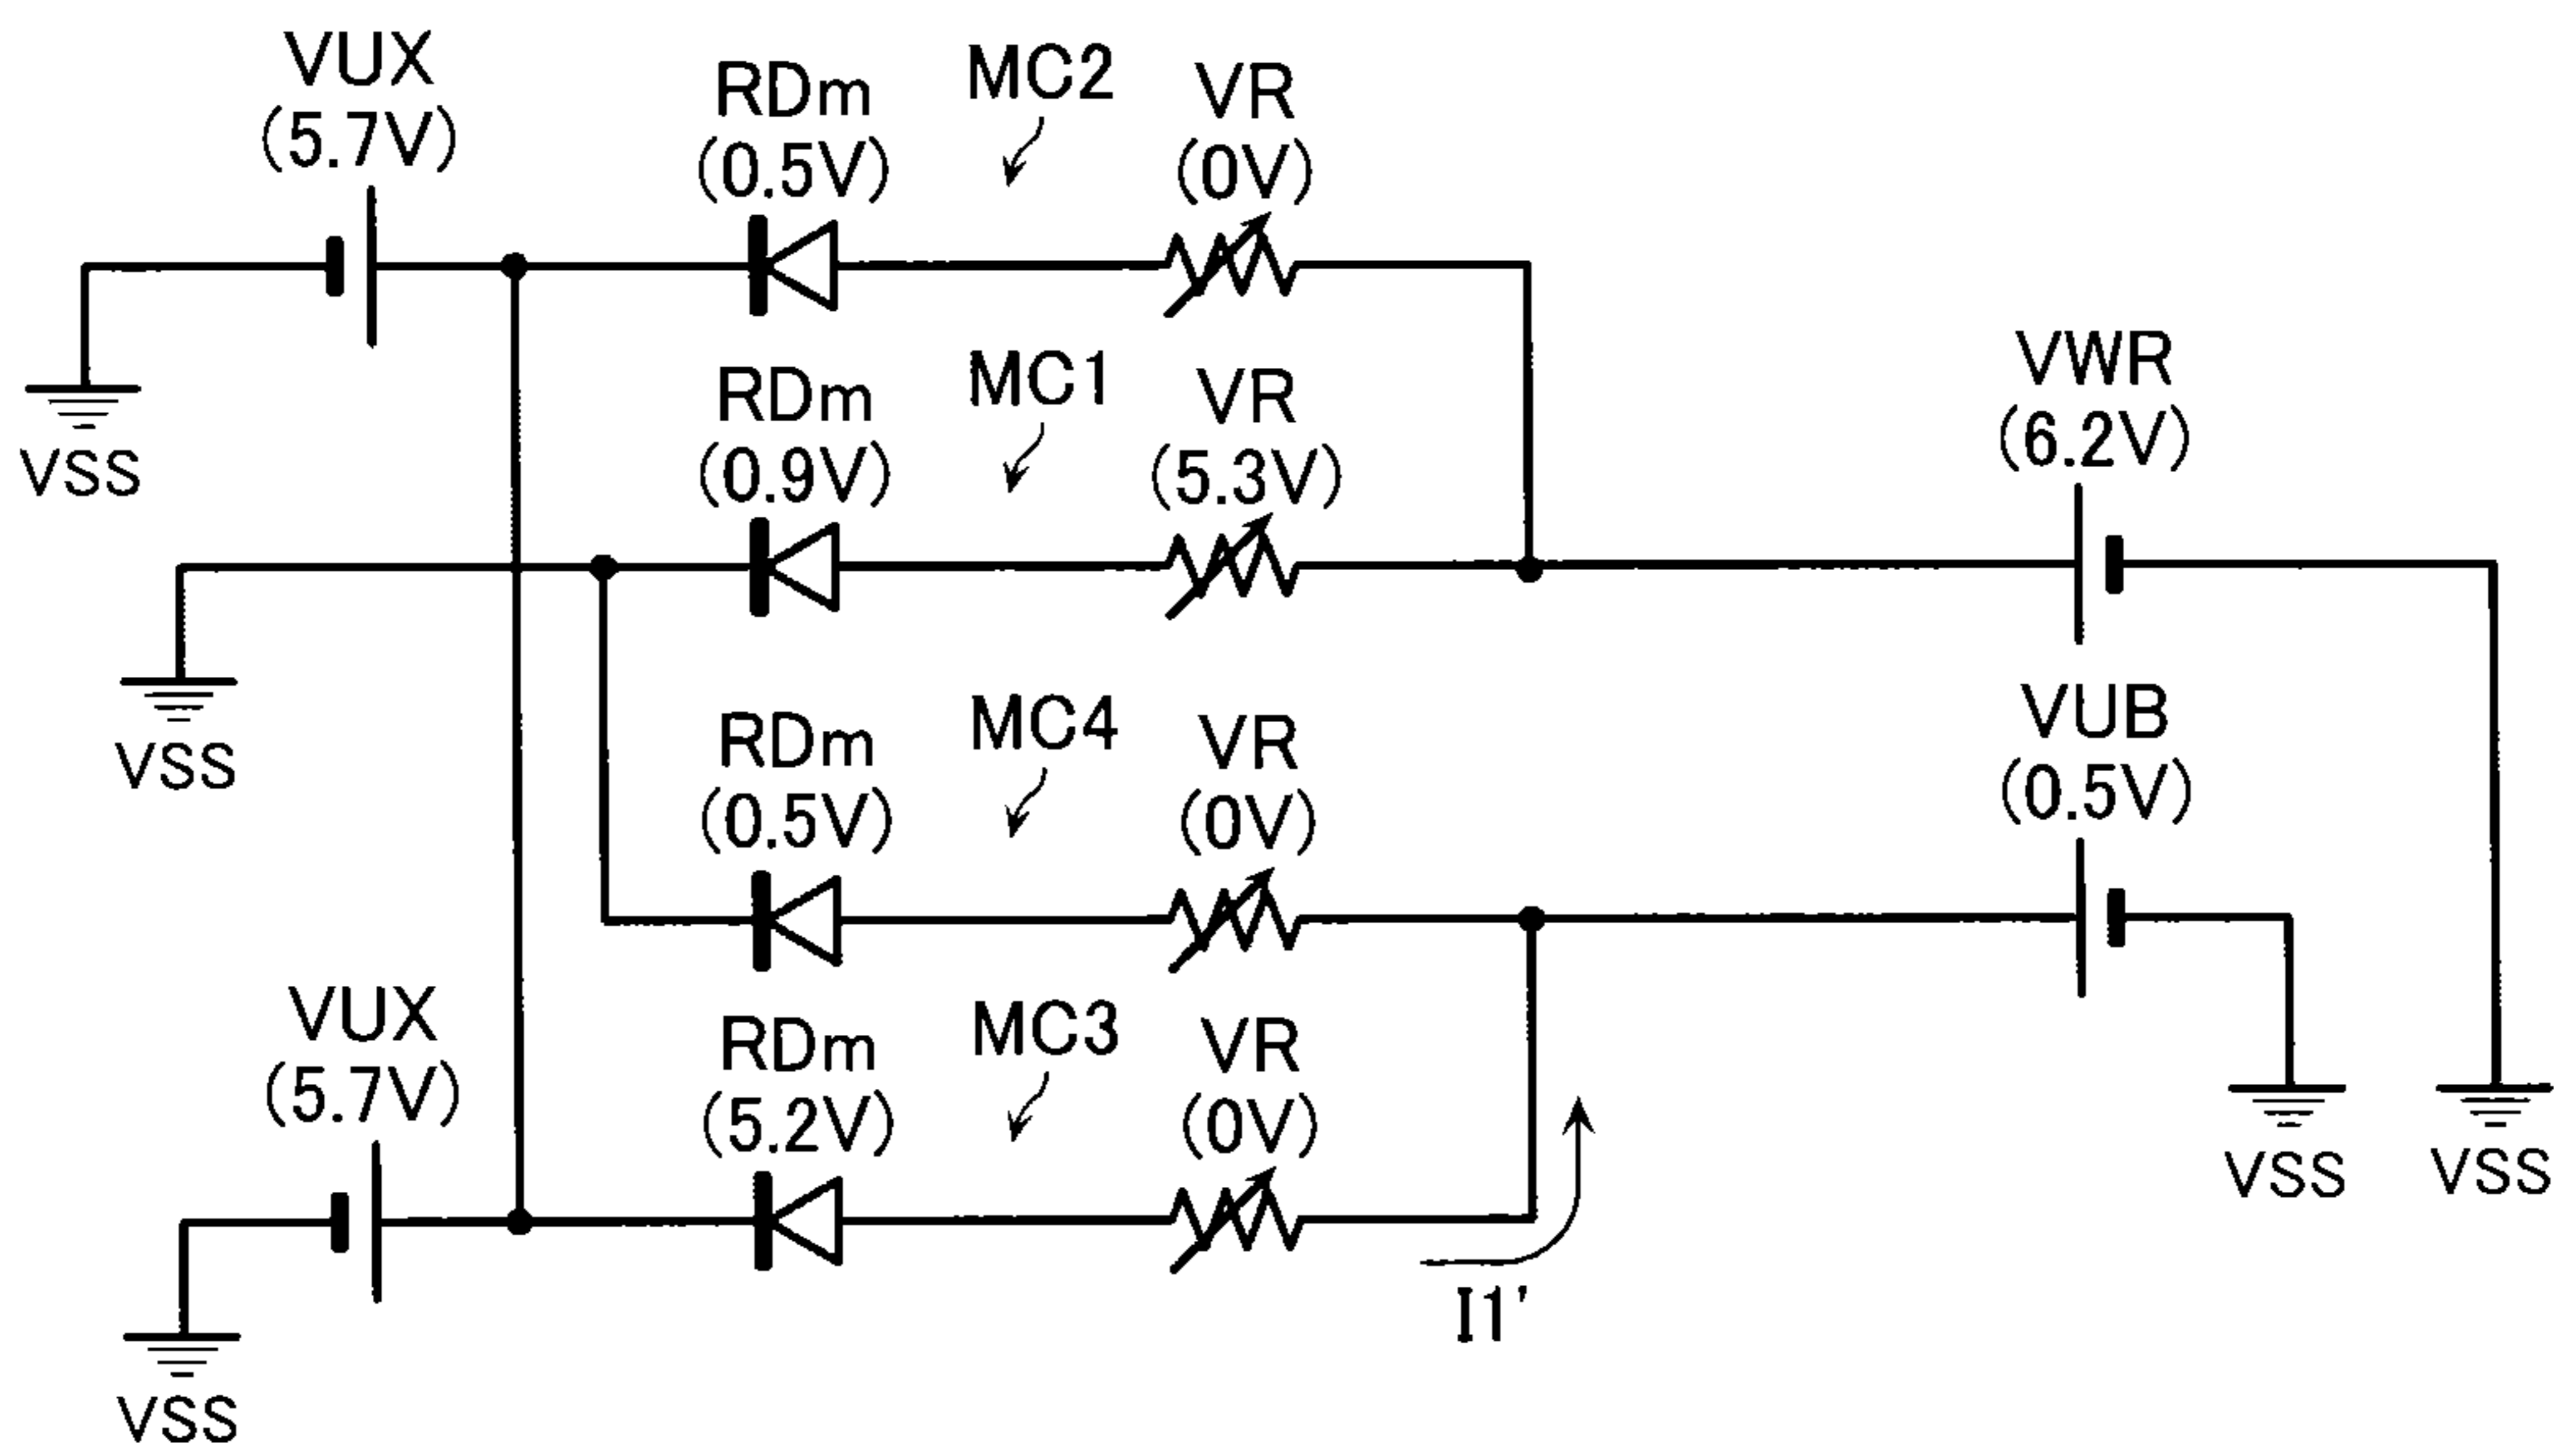 VUX
(5.7V)
RDm
(0.5V)
MC2
VR
(0V)
VSS
RDm
(0.9V)
MC1
VR
(5.3V)
VWR
(6.2V)
VSS
RDm
(0.5V)
MC4
VR
(0V)
VUB
(0.5V)
VUX
(5.7V)
RDm
(5.2V)
MC3
VR
(0V)
VSS
VSS
I1'
VSS